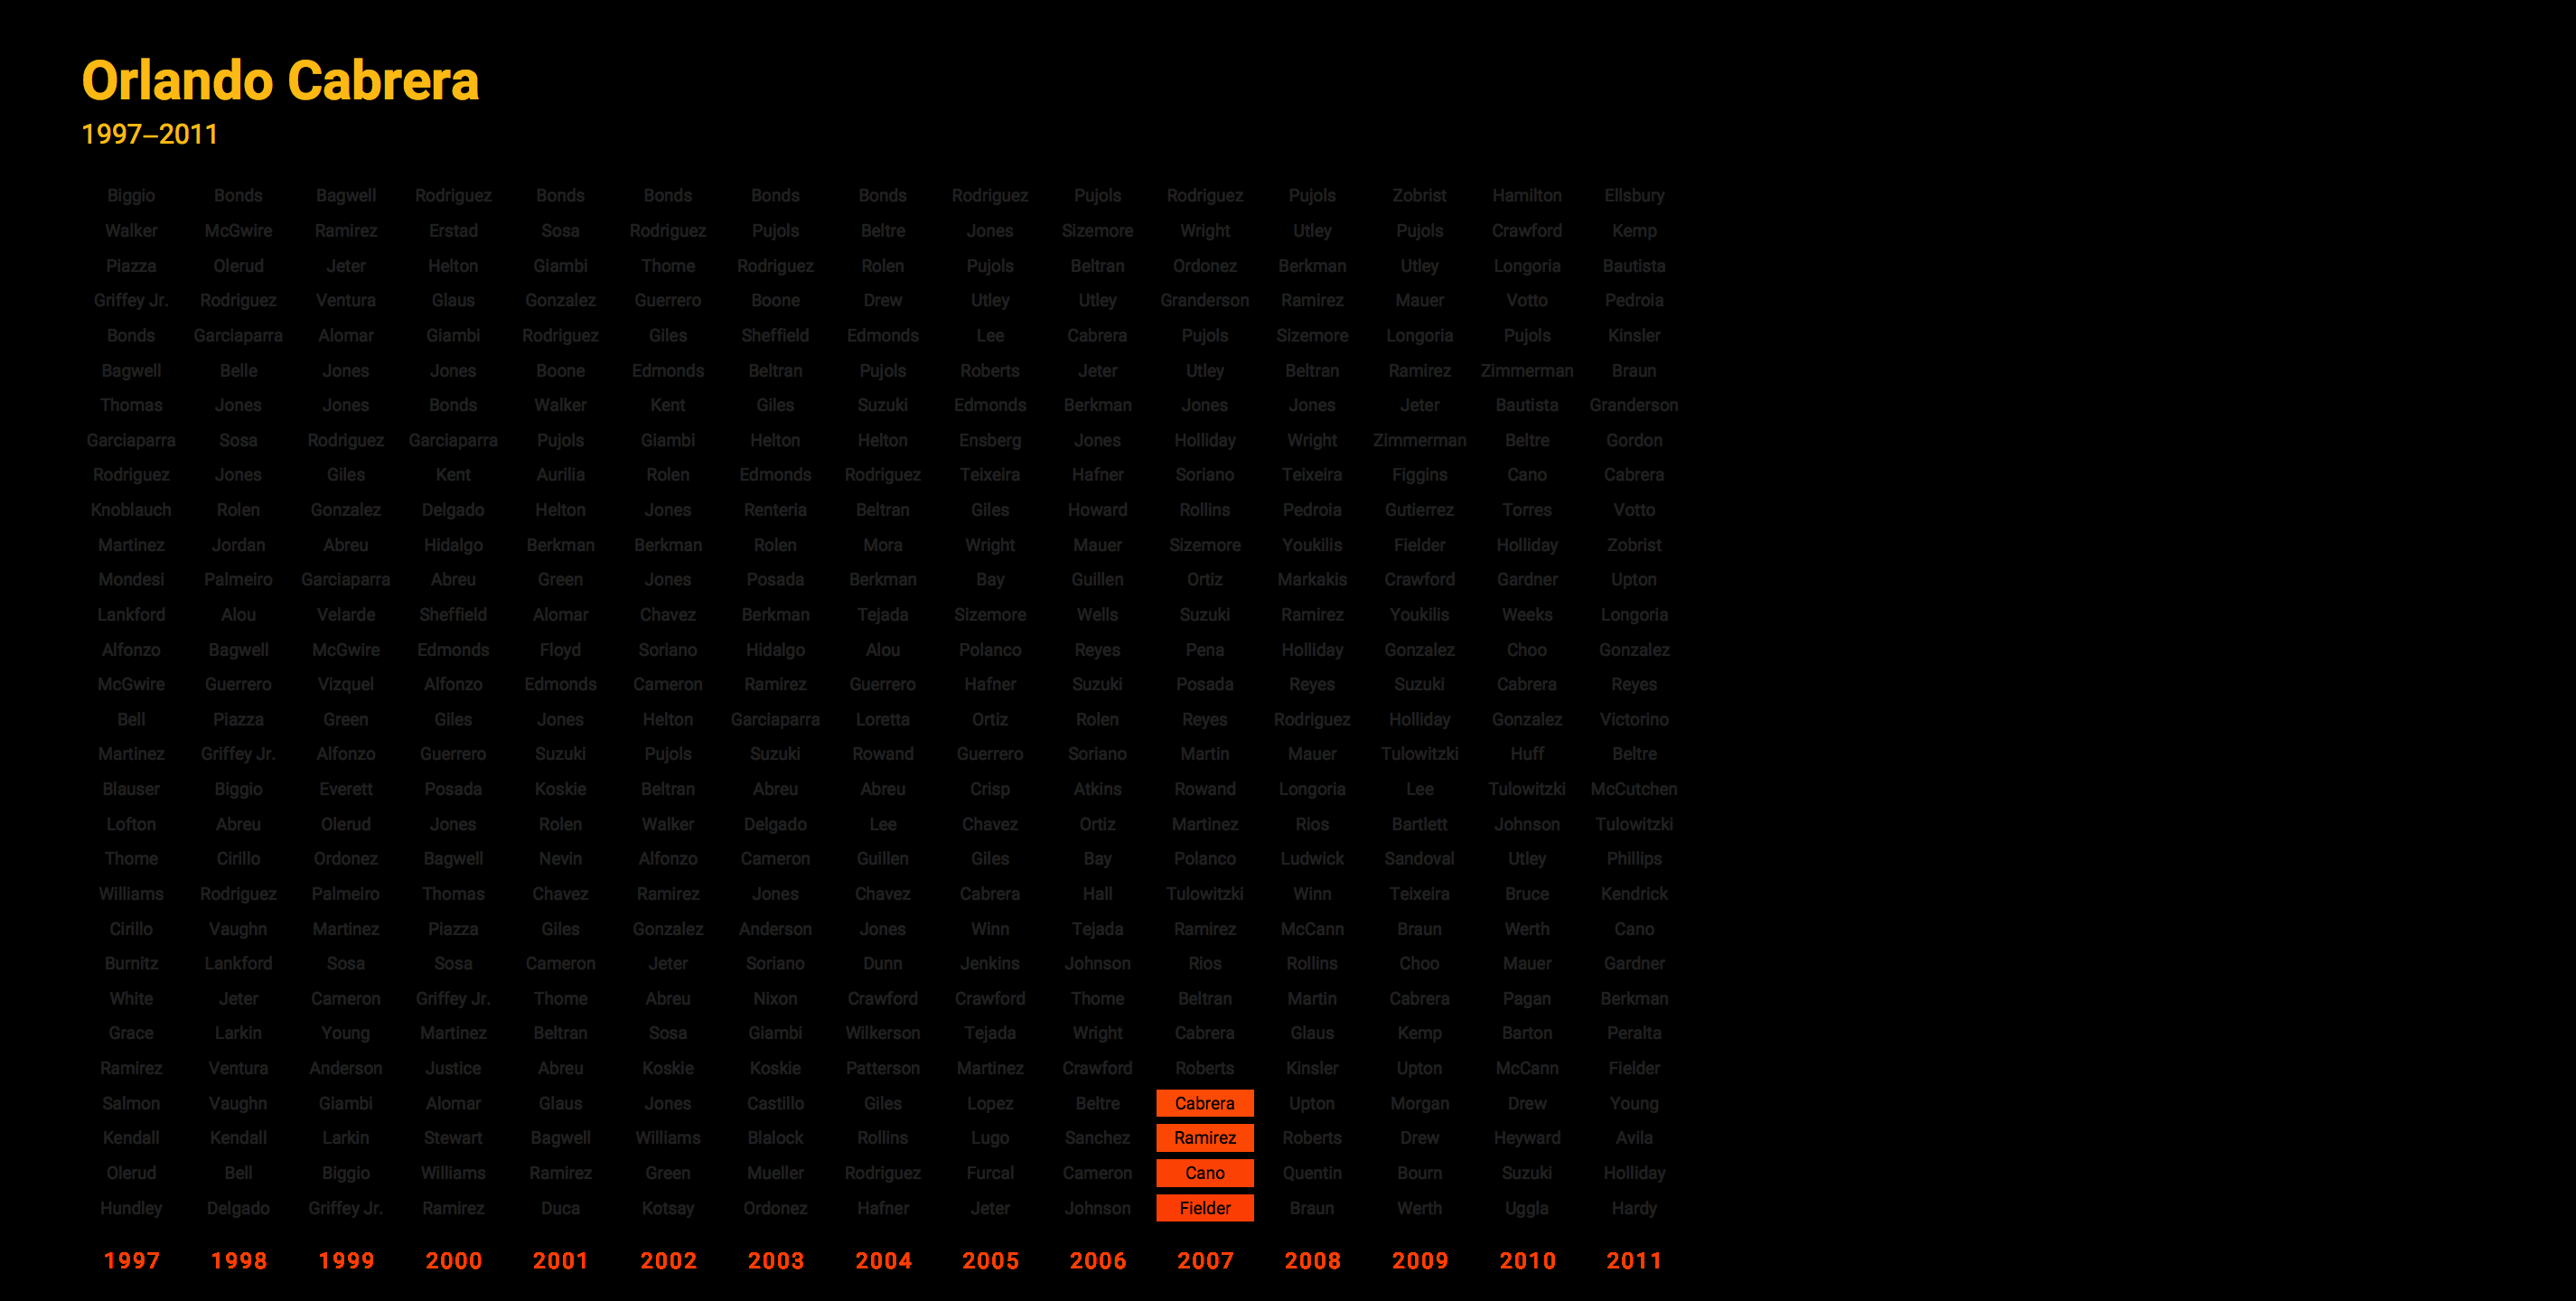 Orlando Cabrera
1997–2011
Biggio Bonds Bagwell Rodriguez Bonds Bonds Bonds Bonds Rodriguez Pujols Rodriguez Pujols Zobrist Hamilton Ellsbury
Walker McGwire Ramirez Erstad Sosa Rodriguez Pujols Beltre Jones Sizemore Wright Utley Pujols Crawford Kemp
Piazza Olerud Jeter Helton Giambi Thome Rodriguez Rolen Pujols Beltran Ordonez Berkman Utley Longoria Bautista
Griffey Jr. Rodriguez Ventura Glaus Gonzalez Guerrero Boone Drew Utley Utley Granderson Ramirez Mauer Votto Pedroia
Bonds Garciaparra Alomar Giambi Rodriguez Giles Sheffield Edmonds Lee Cabrera Pujols Sizemore Longoria Pujols Kinsler
Bagwell Belle Jones Jones Boone Edmonds Beltran Pujols Roberts Jeter Utley Beltran Ramirez Zimmerman Braun
Thomas Jones Jones Bonds Walker Kent Giles Suzuki Edmonds Berkman Jones Jones Jeter Bautista Granderson
Garciaparra Sosa Rodriguez Garciaparra Pujols Giambi Helton Helton Ensberg Jones Holliday Wright Zimmerman Beltre Gordon
Rodriguez Jones Giles Kent Aurilia Rolen Edmonds Rodriguez Teixeira Hafner Soriano Teixeira Figgins Cano Cabrera
Knoblauch Rolen Gonzalez Delgado Helton Jones Renteria Beltran Giles Howard Rollins Pedroia Gutierrez Torres Votto
Martinez Jordan Abreu Hidalgo Berkman Berkman Rolen Mora Wright Mauer Sizemore Youkilis Fielder Holliday Zobrist
Mondesi Palmeiro Garciaparra Abreu Green Jones Posada Berkman Bay Guillen Ortiz Markakis Crawford Gardner Upton
Lankford Alou Velarde Sheffield Alomar Chavez Berkman Tejada Sizemore Wells Suzuki Ramirez Youkilis Weeks Longoria
Alfonzo Bagwell McGwire Edmonds Floyd Soriano Hidalgo Alou Polanco Reyes Pena Holliday Gonzalez Choo Gonzalez
McGwire Guerrero Vizquel Alfonzo Edmonds Cameron Ramirez Guerrero Hafner Suzuki Posada Reyes Suzuki Cabrera Reyes
Bell Piazza Green Giles Jones Helton Garciaparra Loretta Ortiz Rolen Reyes Rodriguez Holliday Gonzalez Victorino
Martinez Griffey Jr. Alfonzo Guerrero Suzuki Pujols Suzuki Rowand Guerrero Soriano Martin Mauer Tulowitzki Huff Beltre
Blauser Biggio Everett Posada Koskie Beltran Abreu Abreu Crisp Atkins Rowand Longoria Lee Tulowitzki McCutchen
Lofton Abreu Olerud Jones Rolen Walker Delgado Lee Chavez Ortiz Martinez Rios Bartlett Johnson Tulowitzki
Thome Cirillo Ordonez Bagwell Nevin Alfonzo Cameron Guillen Giles Bay Polanco Ludwick Sandoval Utley Phillips
Williams Rodriguez Palmeiro Thomas Chavez Ramirez Jones Chavez Cabrera Hall Tulowitzki Winn Teixeira Bruce Kendrick
Cirillo Vaughn Martinez Piazza Giles Gonzalez Anderson Jones Winn Tejada Ramirez McCann Braun Werth Cano
Burnitz Lankford Sosa Sosa Cameron Jeter Soriano Dunn Jenkins Johnson Rios Rollins Choo Mauer Gardner
White Jeter Cameron Griffey Jr. Thome Abreu Nixon Crawford Crawford Thome Beltran Martin Cabrera Pagan Berkman
Grace Larkin Young Martinez Beltran Sosa Giambi Wilkerson Tejada Wright Cabrera Glaus Kemp Barton Peralta
Ramirez Ventura Anderson Justice Abreu Koskie Koskie Patterson Martinez Crawford Roberts Kinsler Upton McCann Fielder
Salmon Vaughn Giambi Alomar Glaus Jones Castillo Giles Lopez Beltre Cabrera Upton Morgan Drew Young
Kendall Kendall Larkin Stewart Bagwell Williams Blalock Rollins Lugo Sanchez Ramirez Roberts Drew Heyward Avila
Olerud Bell Biggio Williams Ramirez Green Mueller Rodriguez Furcal Cameron Cano Quentin Bourn Suzuki Holliday
Hundley Delgado Griffey Jr. Ramirez Duca Kotsay Ordonez Hafner Jeter Johnson Fielder Braun Werth Uggla Hardy
1997 1998 1999 2000 2001 2002 2003 2004 2005 2006 2007 2008 2009 2010 2011